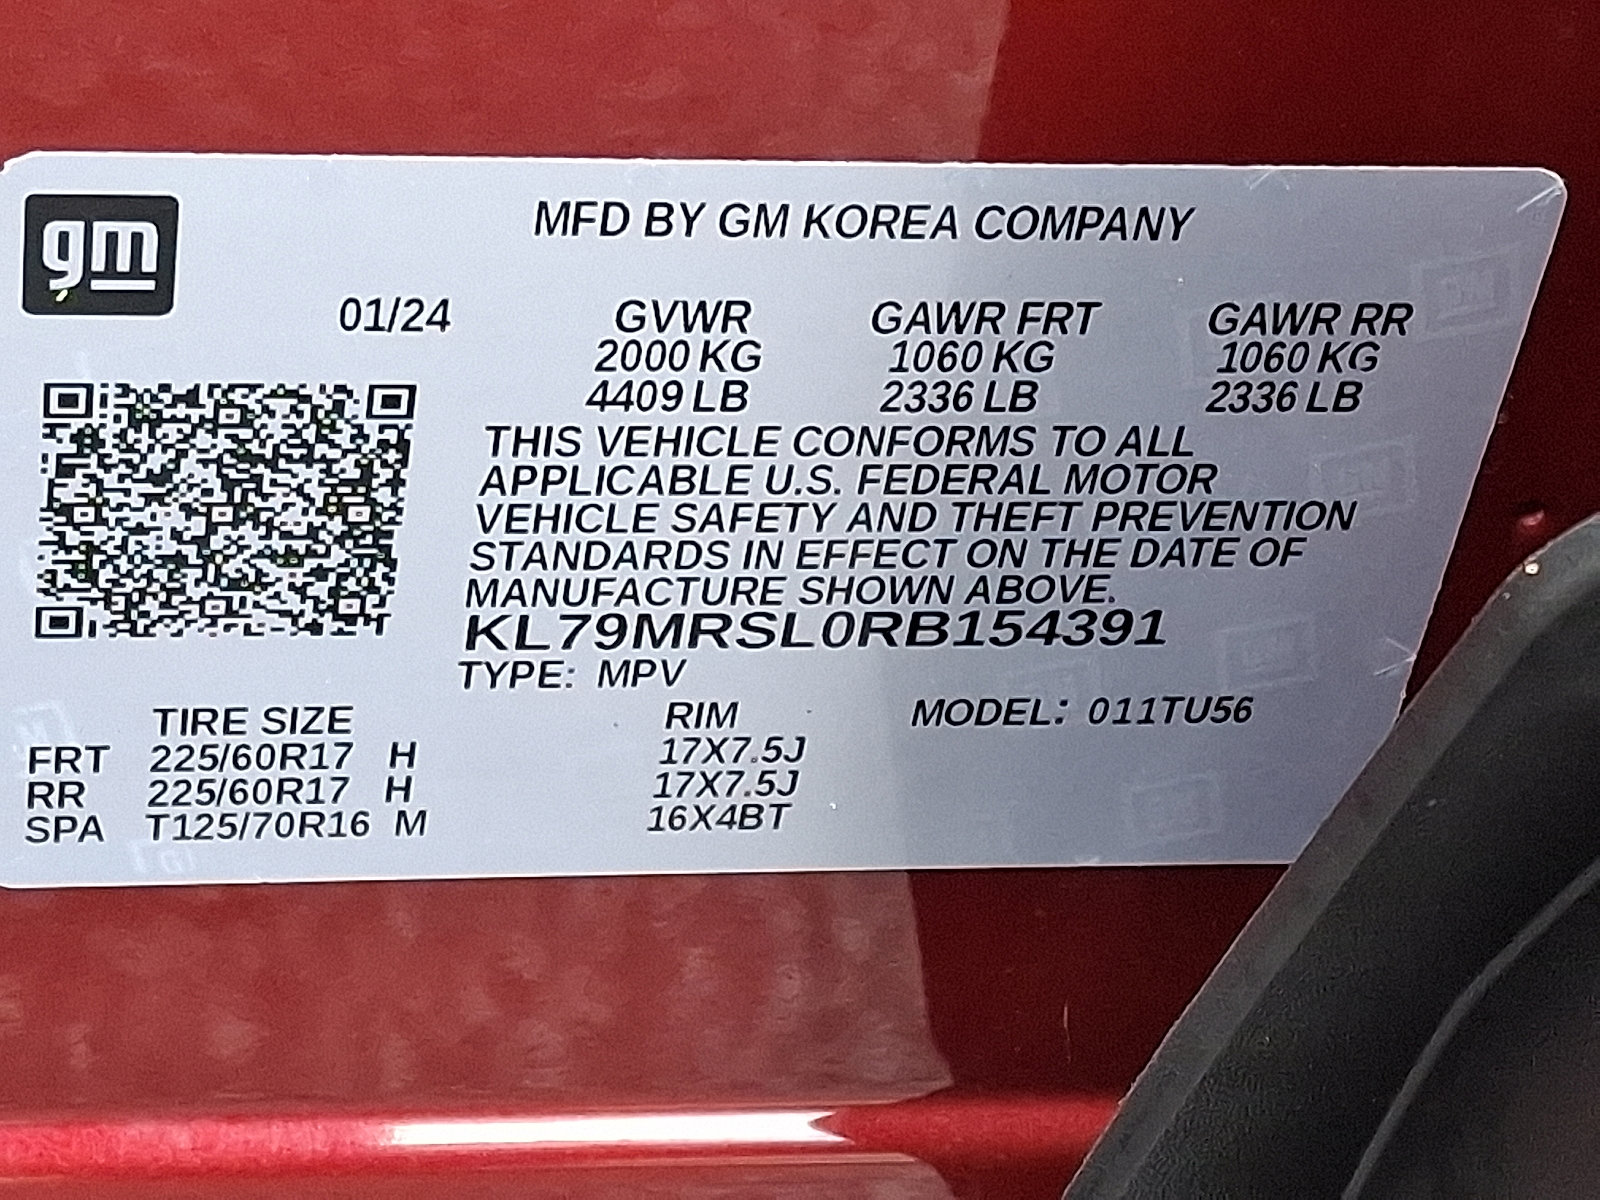 gm
MFD BY GM KOREA COMPANY
01/24 GVWR GAWR FRT GAWR RR
2000 KG 1060 KG 1060 KG
4409 LB 2336 LB 2336 LB
THIS VEHICLE CONFORMS TO ALL
APPLICABLE U.S. FEDERAL MOTOR
VEHICLE SAFETY AND THEFT PREVENTION
STANDARDS IN EFFECT ON THE DATE OF
MANUFACTURE SHOWN ABOVE.
KL79MRSL0RB154391
TYPE: MPV
TIRE SIZE RIM MODEL: 011TU56
FRT 225/60R17 H 17X7.5J
RR 225/60R17 H 17X7.5J
SPA T125/70R16 M 16X4BT